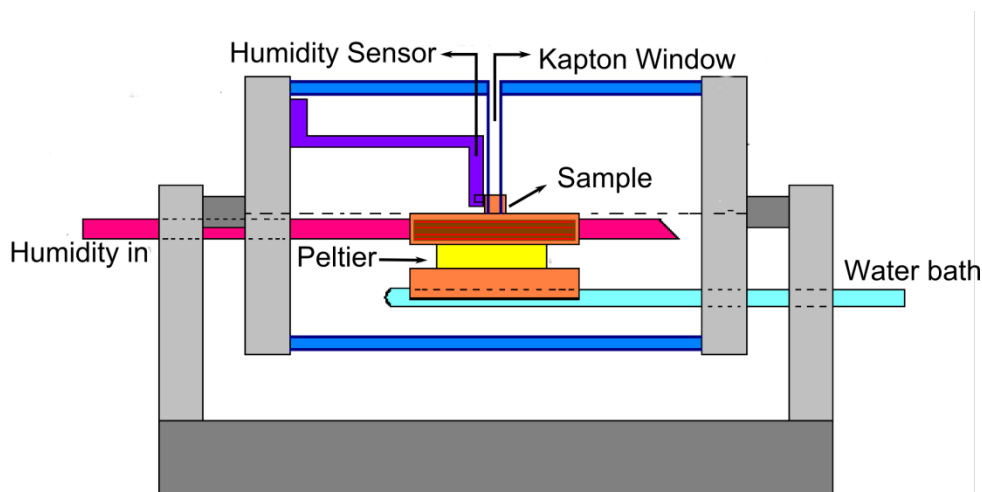 Humidity Sensor
Kapton Window
Sample
Humidity in
Peltier
Water bath